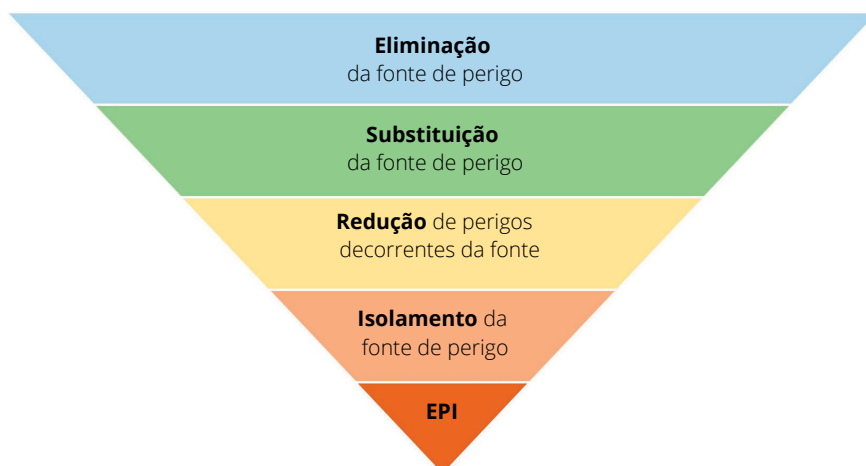 Eliminação
da fonte de perigo
Substituição
da fonte de perigo
Redução de perigos
decorrentes da fonte
Isolamento da
fonte de perigo
EPI